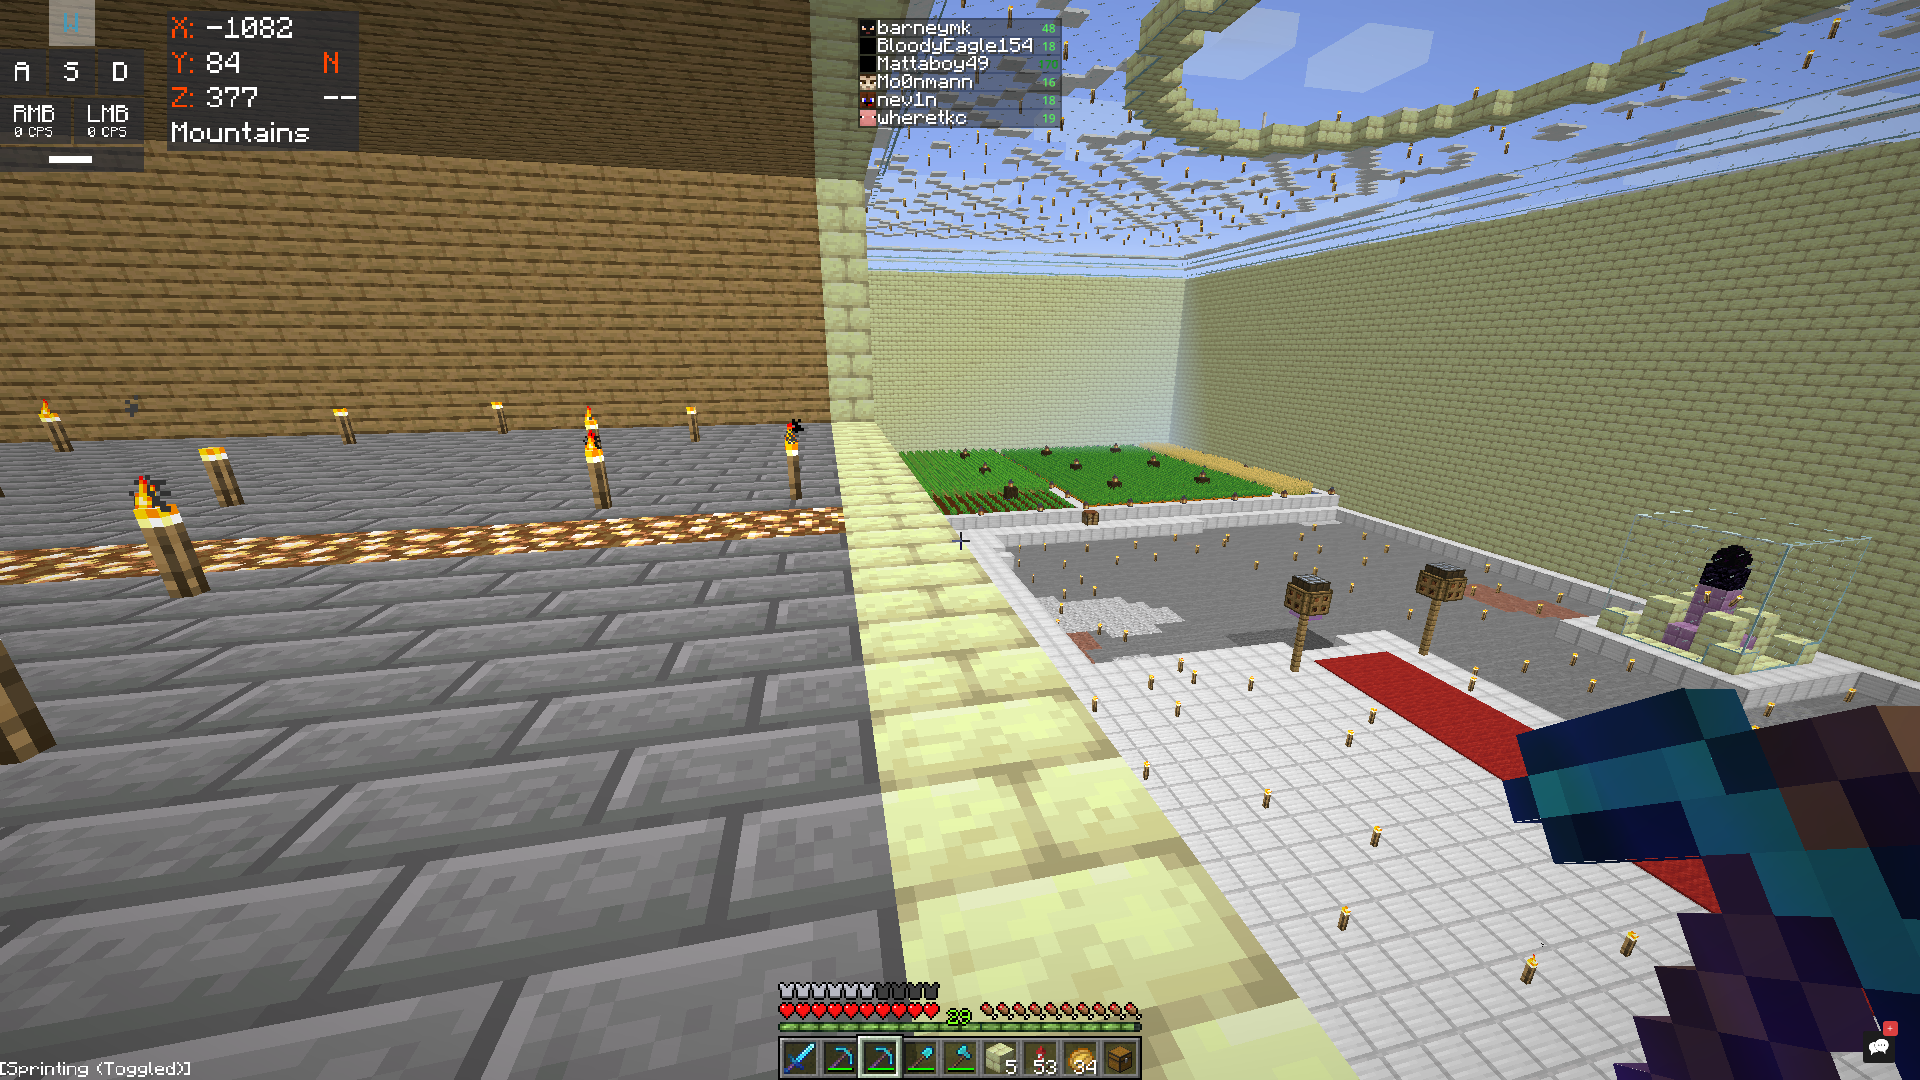 W
A S D
RMB LMB
0 CPS 0 CPS
X: -1082
Y: 84 N
Z: 377 --
Mountains
barneymk 48
BloodyEagle154 18
Mattaboy49
Mo0nmann 16
nev1n 18
wheretkc 19
29
5 53 34
[Sprinting (Toggled)]